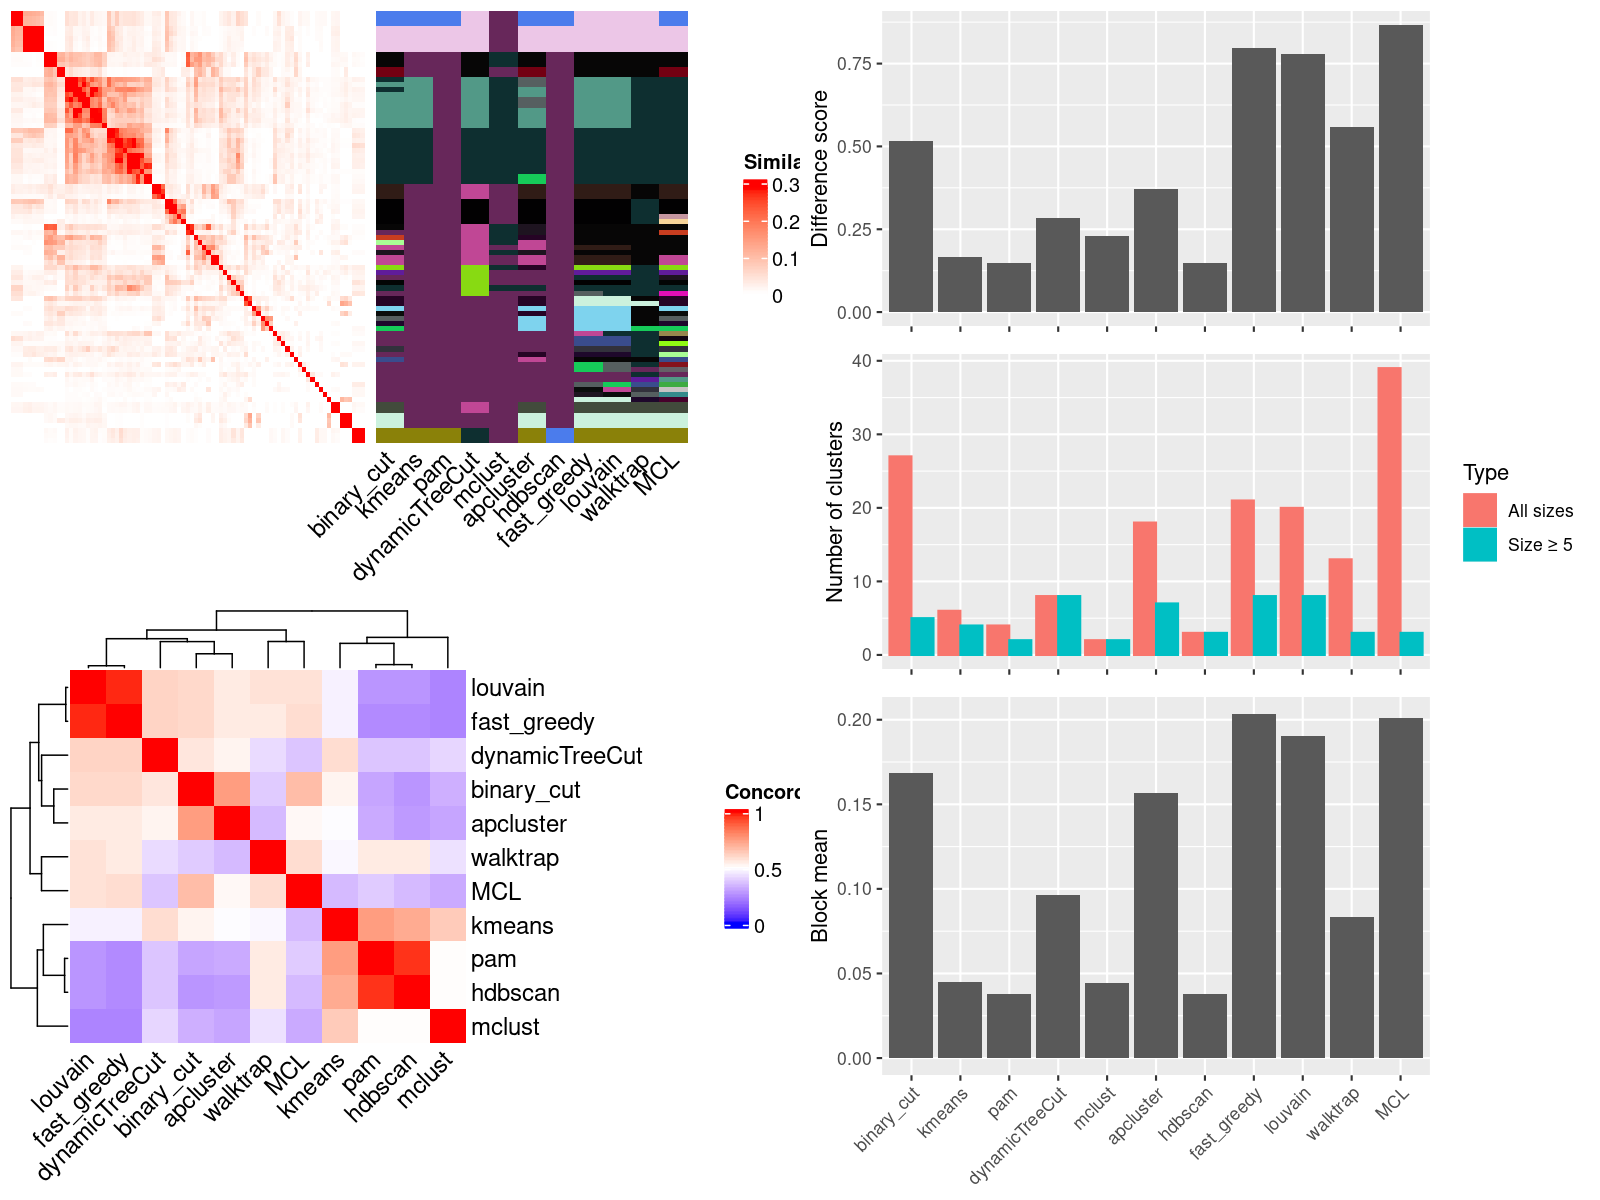 Simila
0.3
0.2
0.1
0
binary_cut
kmeans
pam
dynamicTreeCut
mclust
apcluster
hdbscan
fast_greedy
louvain
walktrap
MCL
louvain
fast_greedy
dynamicTreeCut
binary_cut
apcluster
walktrap
MCL
kmeans
pam
hdbscan
mclust
Concor
1
0.5
0
louvain
fast_greedy
dynamicTreeCut
binary_cut
apcluster
walktrap
MCL
kmeans
pam
hdbscan
mclust
Difference score
0.75
0.50
0.25
0.00
Number of clusters
40
30
20
10
0
Type
All sizes
Size ≥ 5
Block mean
0.20
0.15
0.10
0.05
0.00
binary_cut
kmeans
pam
dynamicTreeCut
mclust
apcluster
hdbscan
fast_greedy
louvain
walktrap
MCL